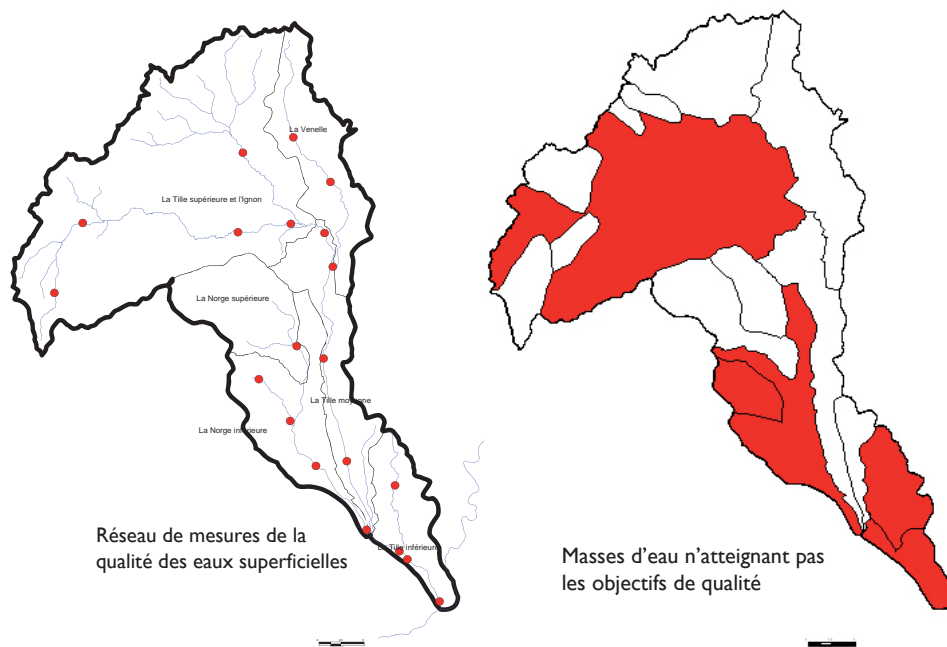 La Venelle
La Tille supérieure et l'Ignon
La Norge supérieure
La Tille moyenne
La Norge inférieure
La Tille inférieure
Réseau de mesures de la
qualité des eaux superficielles
Masses d'eau n'atteignant pas
les objectifs de qualité